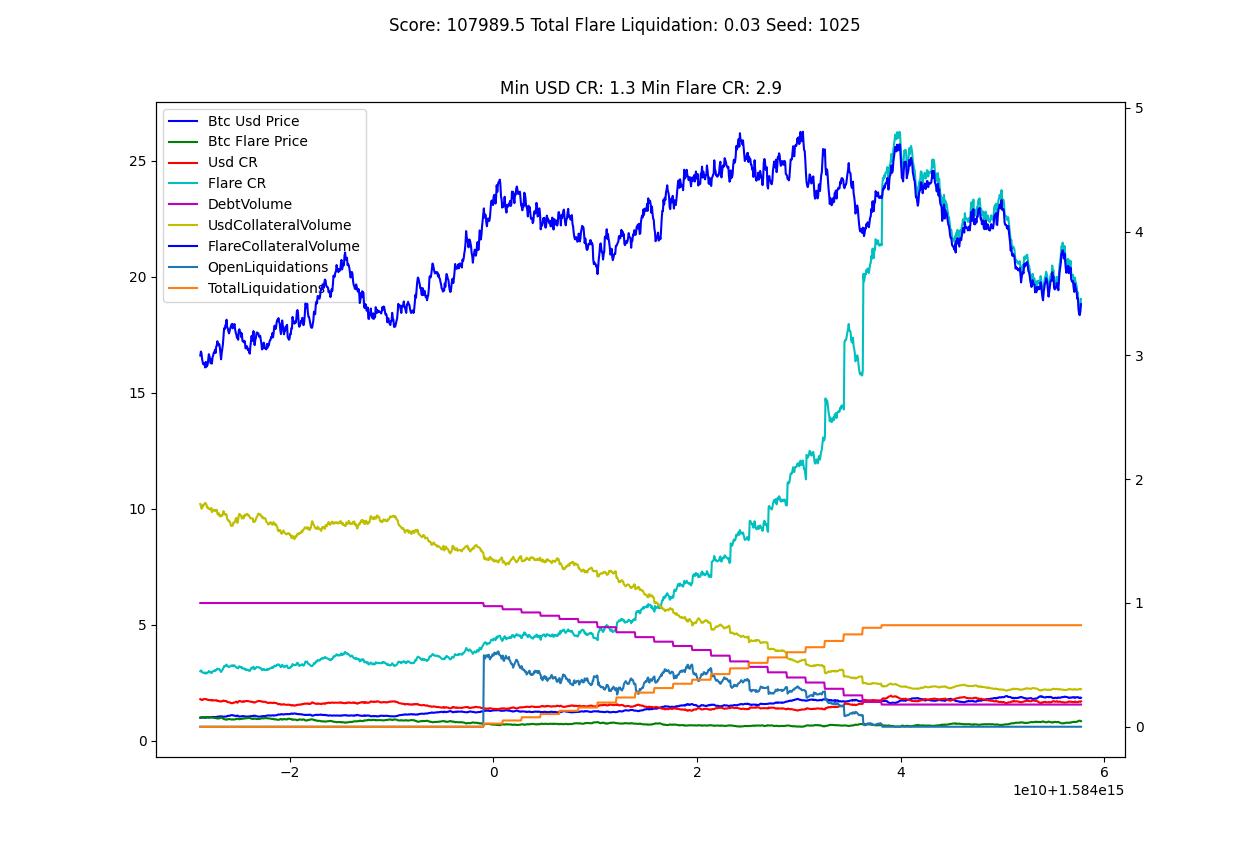 Score: 107989.5 Total Flare Liquidation: 0.03 Seed: 1025
Min USD CR: 1.3 Min Flare CR: 2.9
Btc Usd Price
Btc Flare Price
Usd CR
Flare CR
DebtVolume
UsdCollateralVolume
FlareCollateralVolume
OpenLiquidations
TotalLiquidations
25
20
15
10
5
0
5
4
3
2
1
0
−2
0
2
4
6
1e10+1.584e15